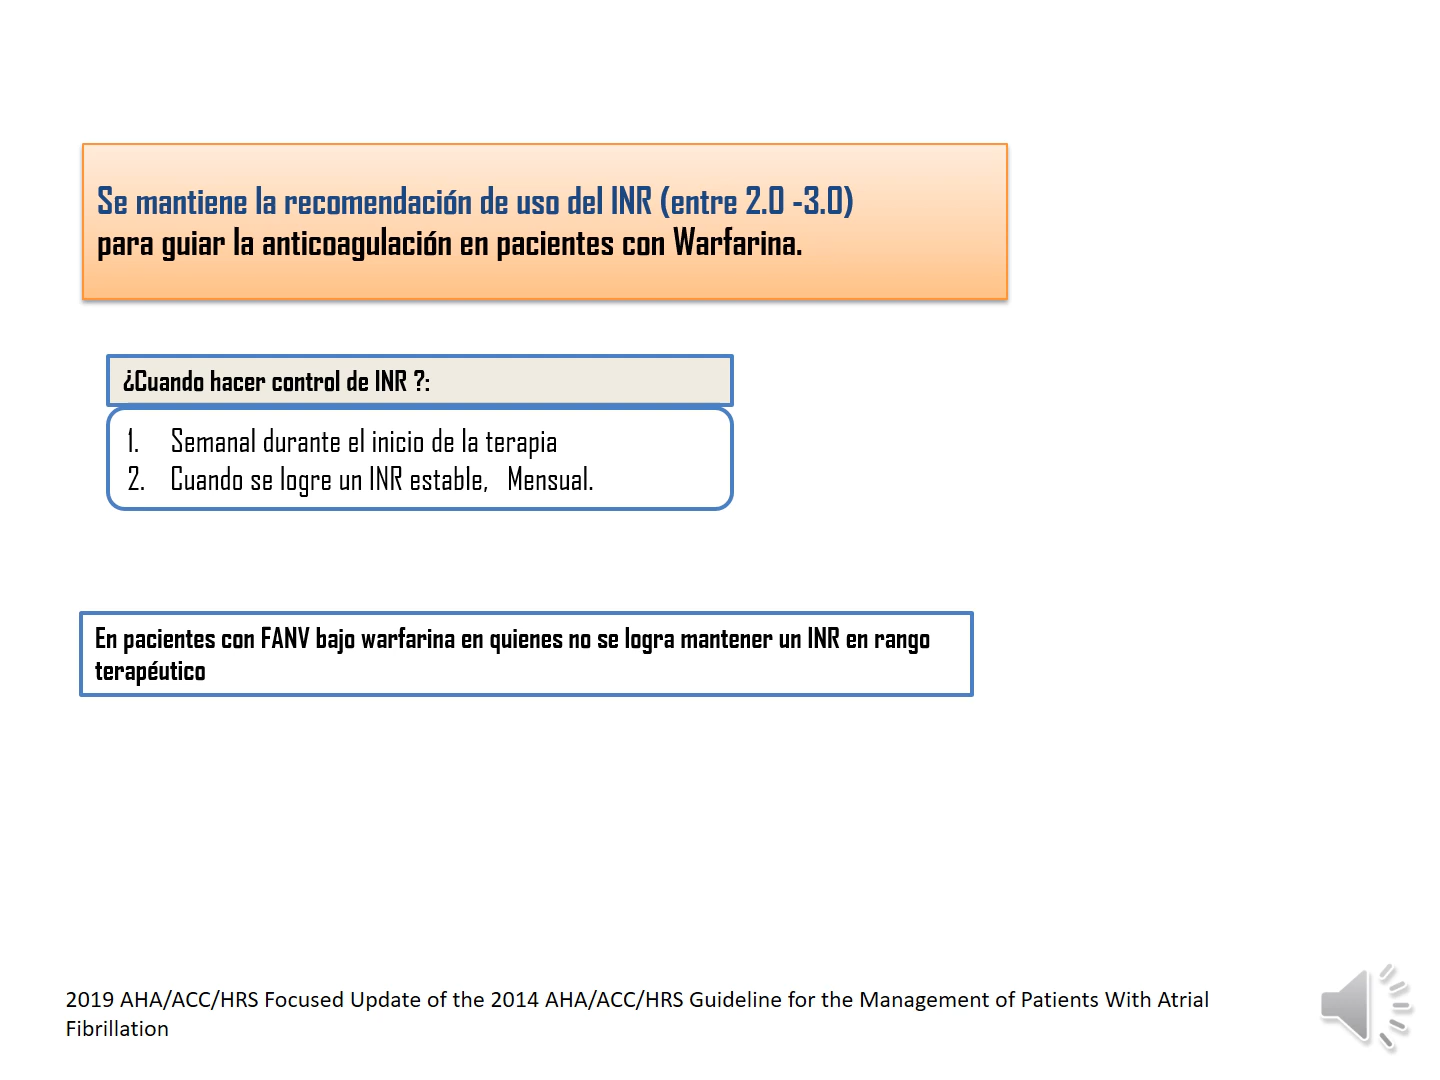 Se mantiene la recomendación de uso del INR (entre 2.0 -3.0)
para guiar la anticoagulación en pacientes con Warfarina.
¿Cuando hacer control de INR ?:
1. Semanal durante el inicio de la terapia
2. Cuando se logre un INR estable, Mensual.
En pacientes con FANV bajo warfarina en quienes no se logra mantener un INR en rango
terapéutico
2019 AHA/ACC/HRS Focused Update of the 2014 AHA/ACC/HRS Guideline for the Management of Patients With Atrial
Fibrillation